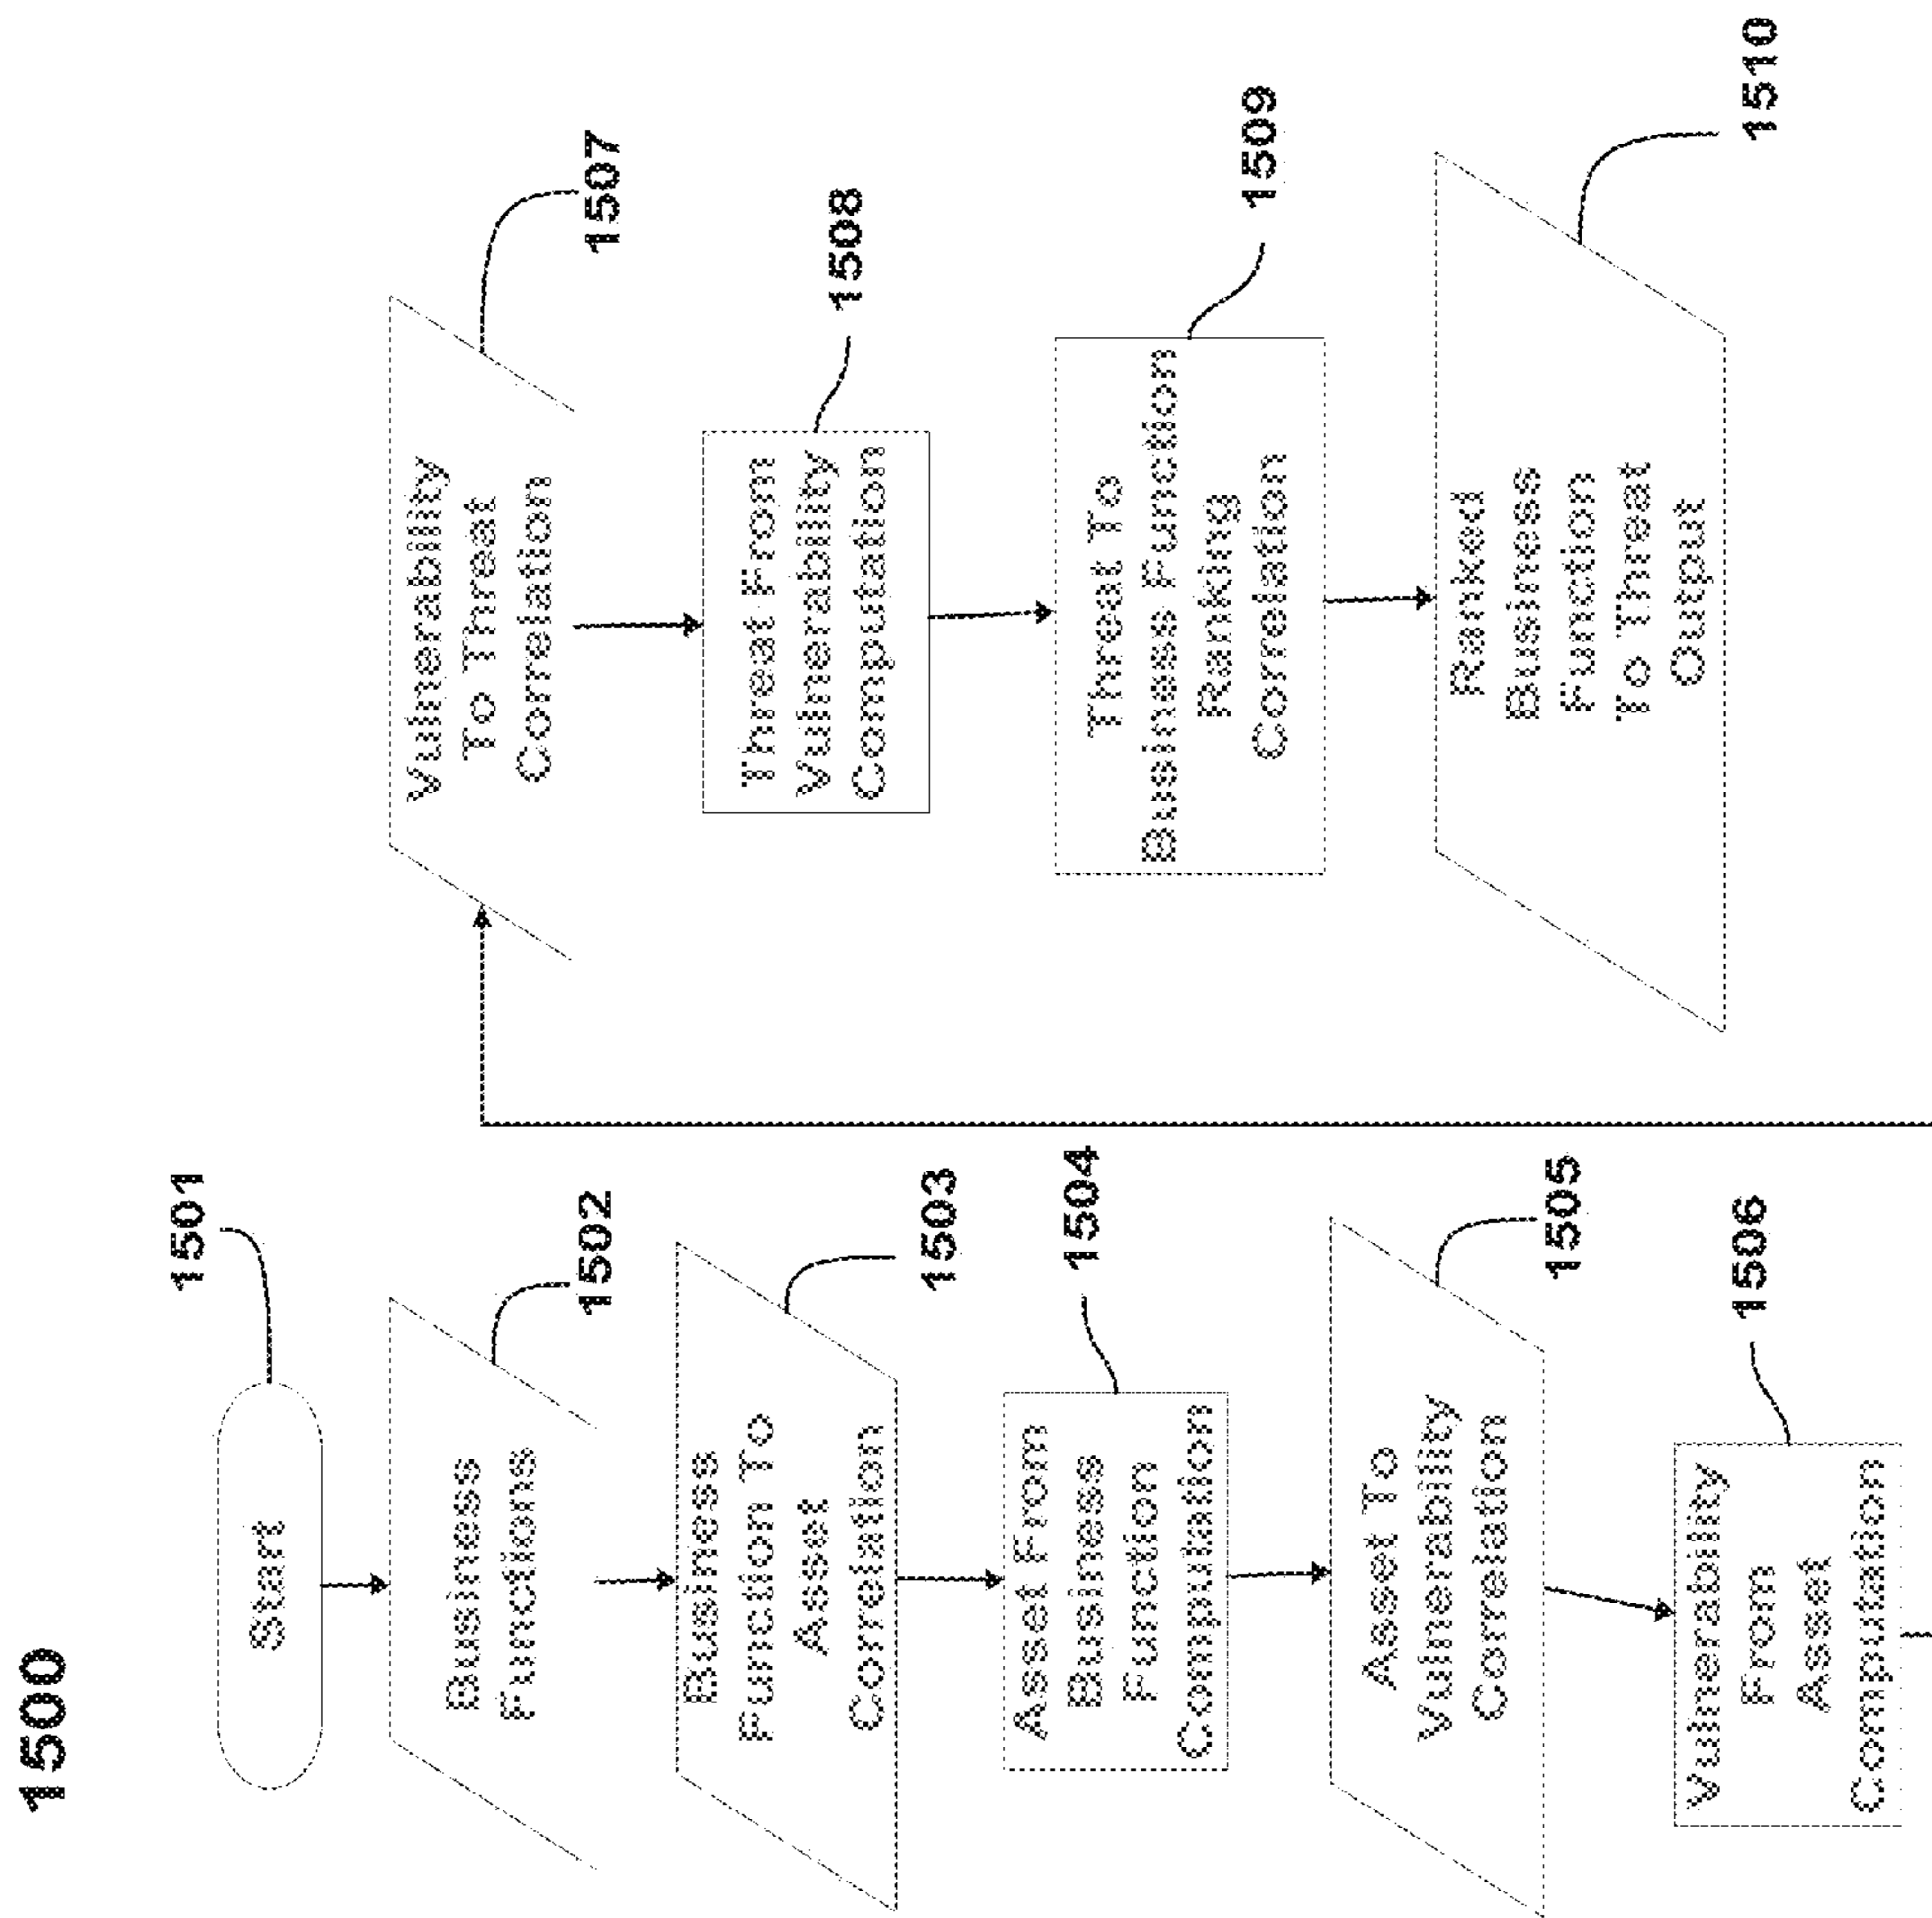 1500
Start
1501
Business
Functions
1502
Business
Function To
Asset
Correlation
1503
Asset From
Business
Function
Computation
1504
Asset To
Vulnerability
Correlation
1505
Vulnerability
From
Asset
Computation
1506
Vulnerability
To Threat
Correlation
1507
Threat From
Vulnerability
Computation
1508
Threat To
Business Function
Ranking
Correlation
1509
Ranked
Business
Function
To Threat
Output
1510